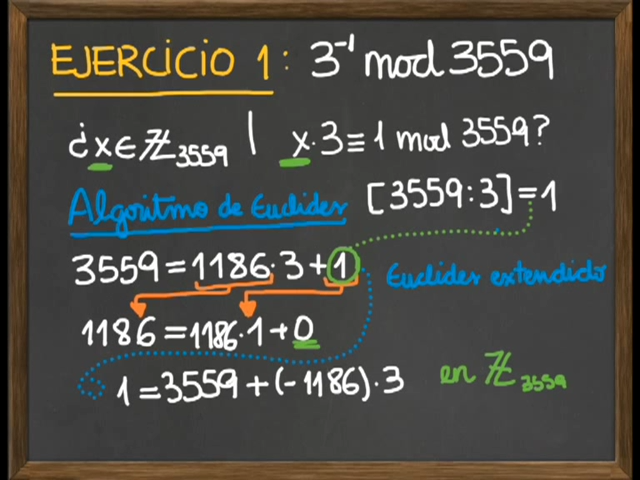 EJERCICIO 1: 3⁻¹ mod 3559
¿x∈ℤ₃₅₅₉ | x·3≡1 mod 3559?
Algoritmo de Euclides [3559:3]=1
3559=1186·3+1 Euclides extendido
1186=1186·1+0
1=3559+(-1186)·3 en ℤ₃₅₅₉